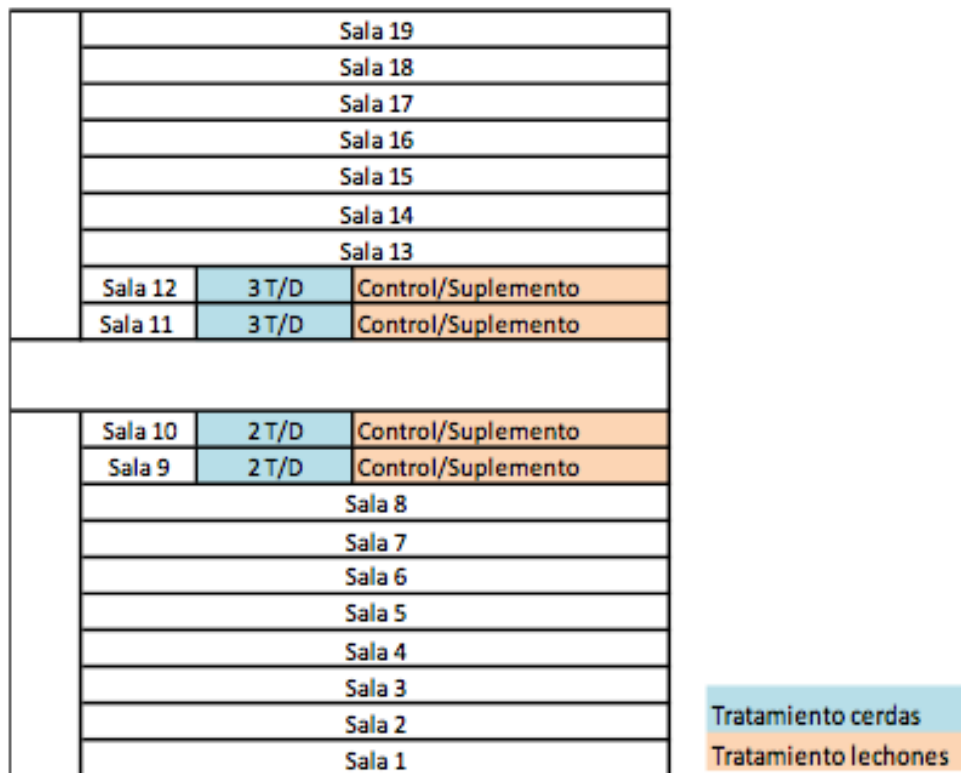 Sala 19
Sala 18
Sala 17
Sala 16
Sala 15
Sala 14
Sala 13
Sala 12 3 T/D Control/Suplemento
Sala 11 3 T/D Control/Suplemento
Sala 10 2 T/D Control/Suplemento
Sala 9 2 T/D Control/Suplemento
Sala 8
Sala 7
Sala 6
Sala 5
Sala 4
Sala 3
Sala 2
Sala 1
Tratamiento cerdas
Tratamiento lechones